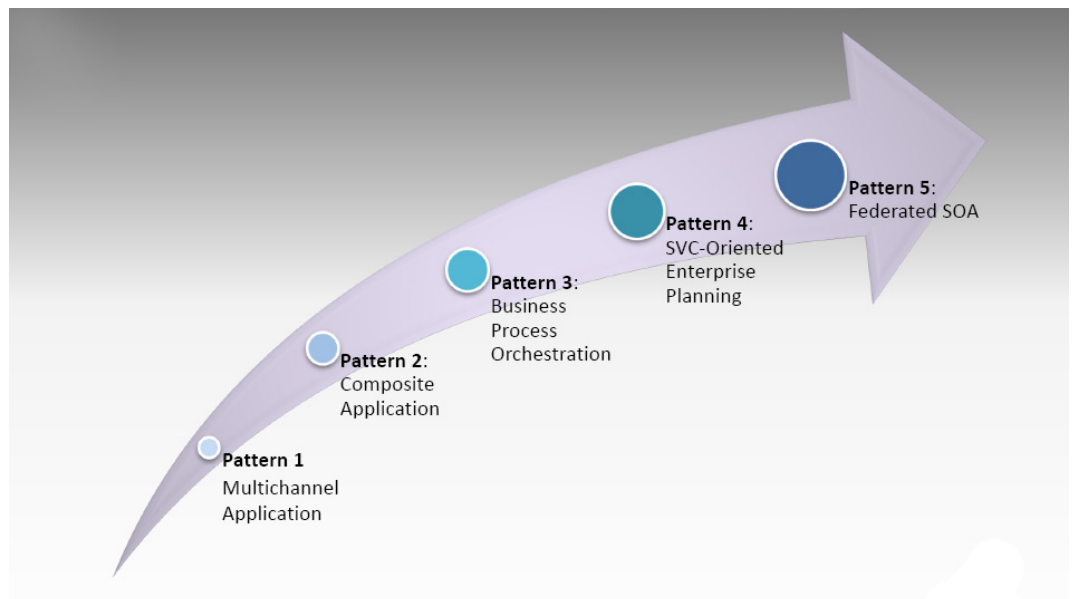 Pattern 1
Multichannel
Application
Pattern 2:
Composite
Application
Pattern 3:
Business
Process
Orchestration
Pattern 4:
SVC-Oriented
Enterprise
Planning
Pattern 5:
Federated SOA